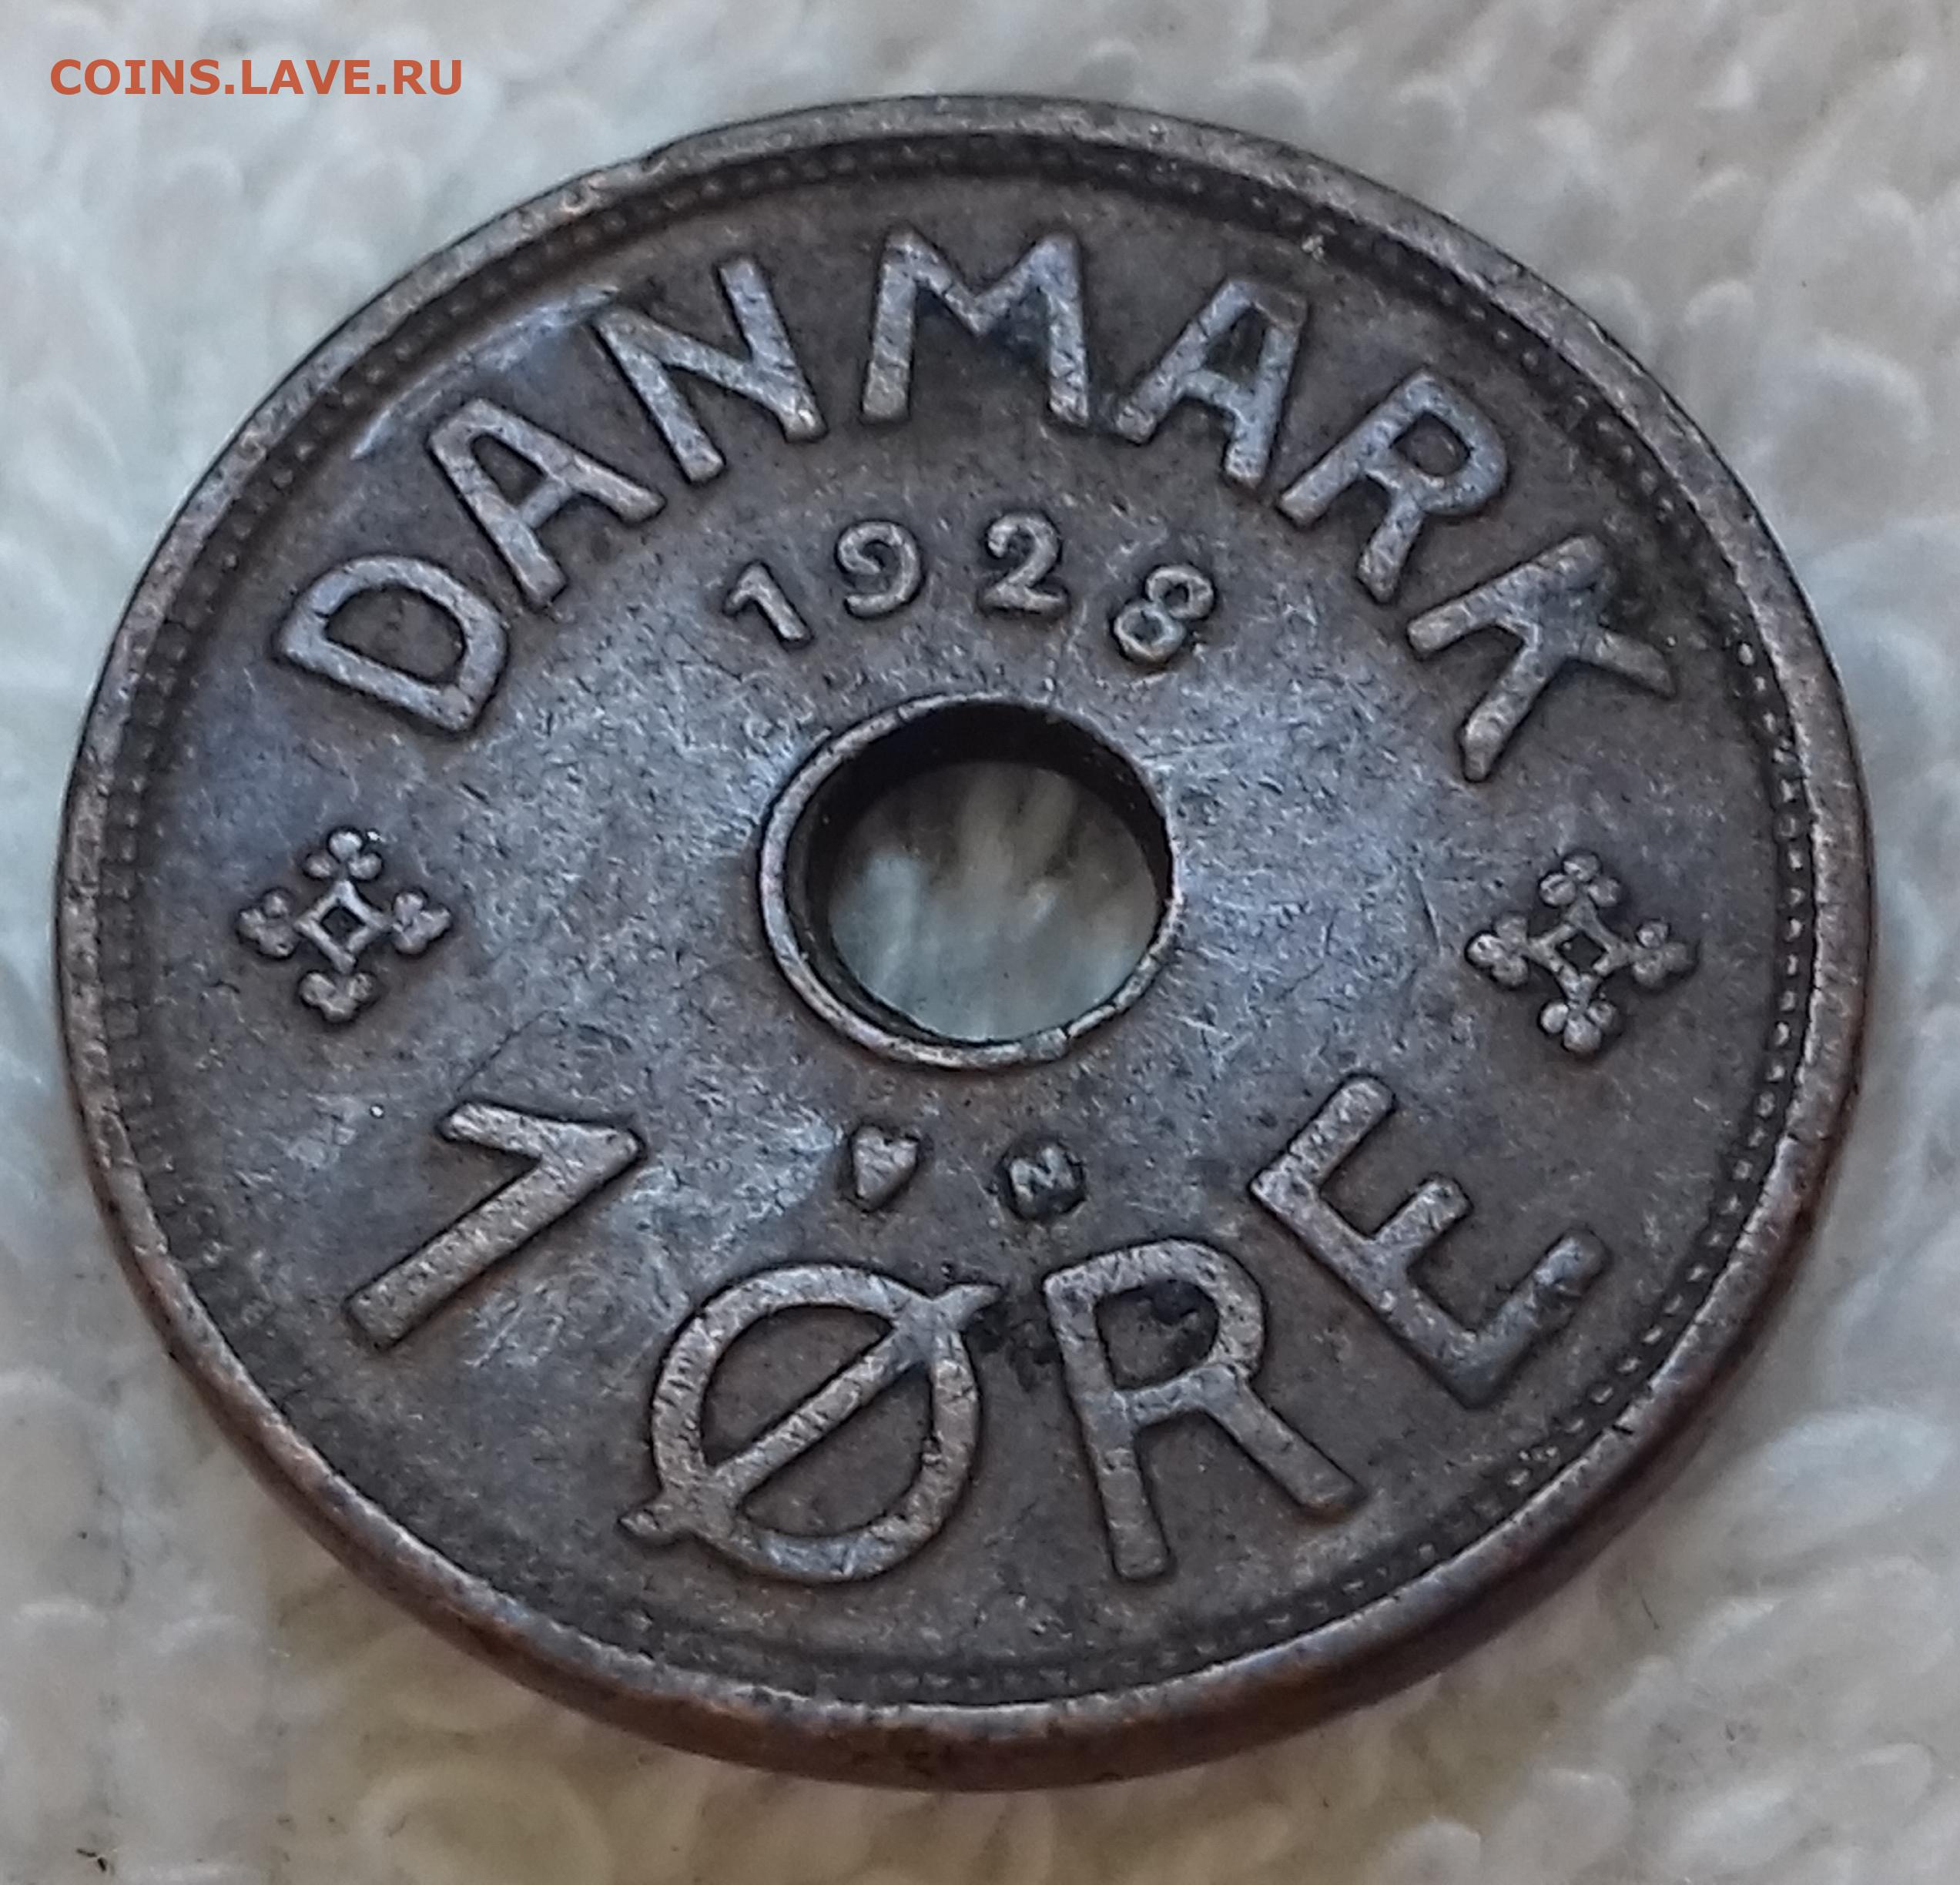 COINS.LAVE.RU
DANMARK
1928
♥ N
1 ØRE